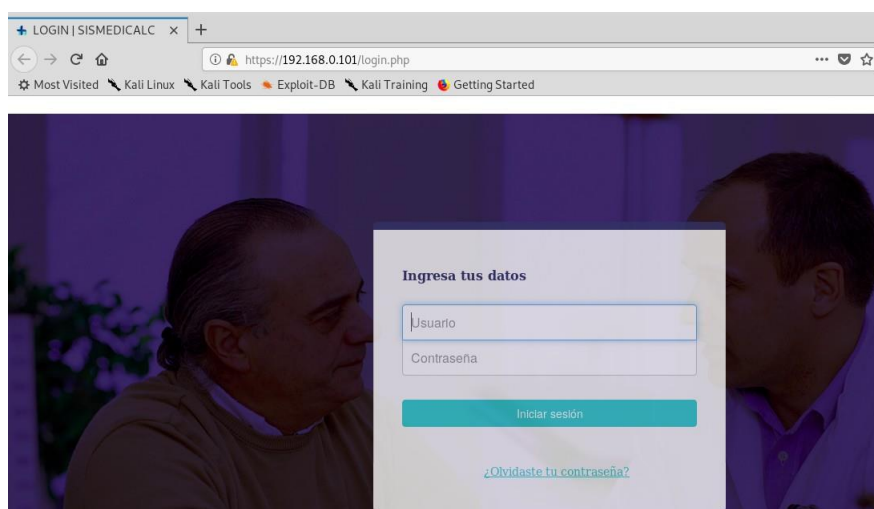 LOGIN | SISMEDICALC × +
https://192.168.0.101/login.php
Most Visited Kali Linux Kali Tools Exploit-DB Kali Training Getting Started
Ingresa tus datos
Usuario
Contraseña
Iniciar sesión
¿Olvidaste tu contraseña?